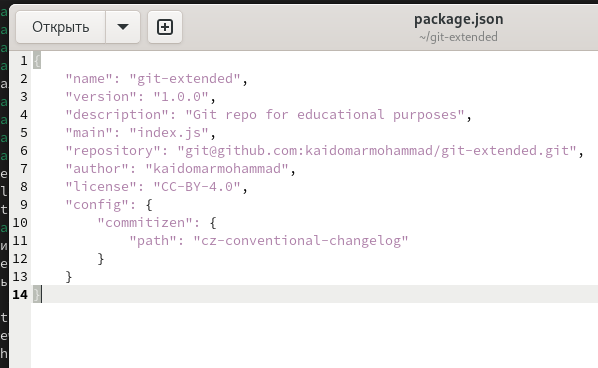 Открыть
package.json
~/git-extended
1 {
2 "name": "git-extended",
3 "version": "1.0.0",
4 "description": "Git repo for educational purposes",
5 "main": "index.js",
6 "repository": "git@github.com:kaidomarmohammad/git-extended.git",
7 "author": "kaidomarmohammad",
8 "license": "CC-BY-4.0",
9 "config": {
10 "commitizen": {
11 "path": "cz-conventional-changelog"
12 }
13 }
14 }